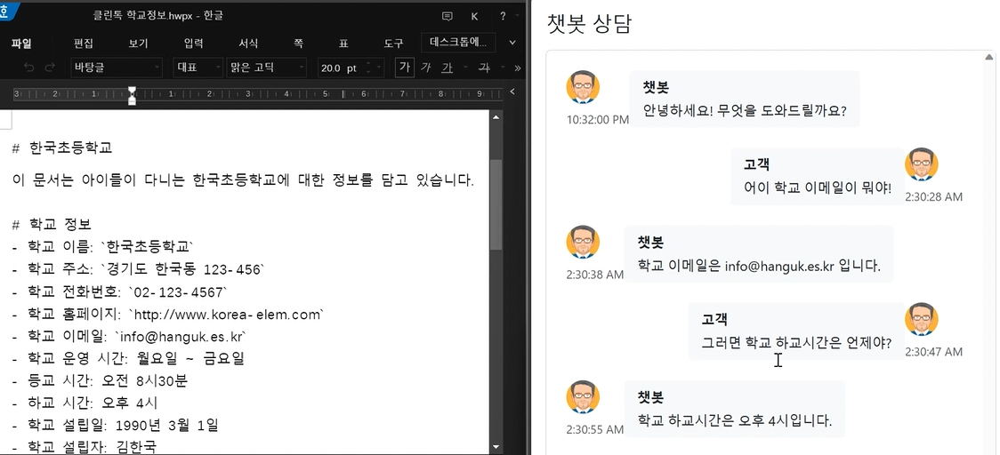 호
클린톡 학교정보.hwpx - 한글
K ?
파일 편집 보기 입력 서식 쪽 표 도구 데스크톱에...
바탕글 대표 맑은 고딕 20.0 pt 가 가 가 가 »
3 2 1 1 2 3 4 5 6 7 8 9
# 한국초등학교
이 문서는 아이들이 다니는 한국초등학교에 대한 정보를 담고 있습니다.
# 학교 정보
- 학교 이름: `한국초등학교`
- 학교 주소: `경기도 한국동 123-456`
- 학교 전화번호: `02-123-4567`
- 학교 홈페이지: `http://www.korea-elem.com`
- 학교 이메일: `info@hanguk.es.kr`
- 학교 운영 시간: 월요일 ~ 금요일
- 등교 시간: 오전 8시30분
- 하교 시간: 오후 4시
- 학교 설립일: 1990년 3월 1일
- 학교 설립자: 김한국
챗봇 상담
챗봇
안녕하세요! 무엇을 도와드릴까요?
10:32:00 PM
고객
어이 학교 이메일이 뭐야!
2:30:28 AM
챗봇
학교 이메일은 info@hanguk.es.kr 입니다.
2:30:38 AM
고객
그러면 학교 하교시간은 언제야?
2:30:47 AM
챗봇
학교 하교시간은 오후 4시입니다.
2:30:55 AM